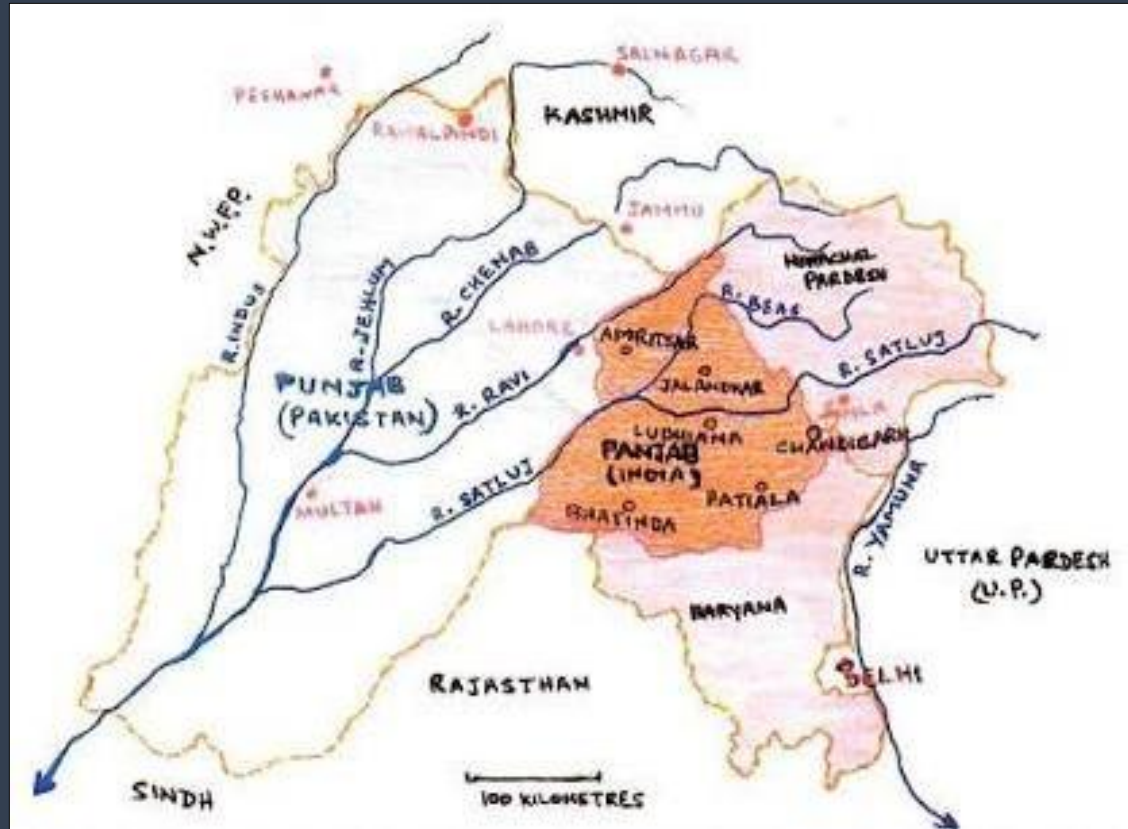 SRINAGAR
PESHAWAR
KASHMIR
RAWALPINDI
N.W.F.P.
JAMMU
HIMACHAL
PARDESH
R. CHENAB
R. JEHLUM
R. INDUS
R. BEAS
LAHORE
AMRITSAR
R. SATLUJ
JALANDHAR
PUNJAB
(PAKISTAN)
R. RAVI
SIMLA
LUDHIANA
CHANDIGARH
PANJAB
(INDIA)
R. SATLUJ
MULTAN
PATIALA
BHATINDA
R. YAMUNA
UTTAR PARDESH
(U.P.)
HARYANA
DELHI
RAJASTHAN
SINDH
100 KILOMETRES